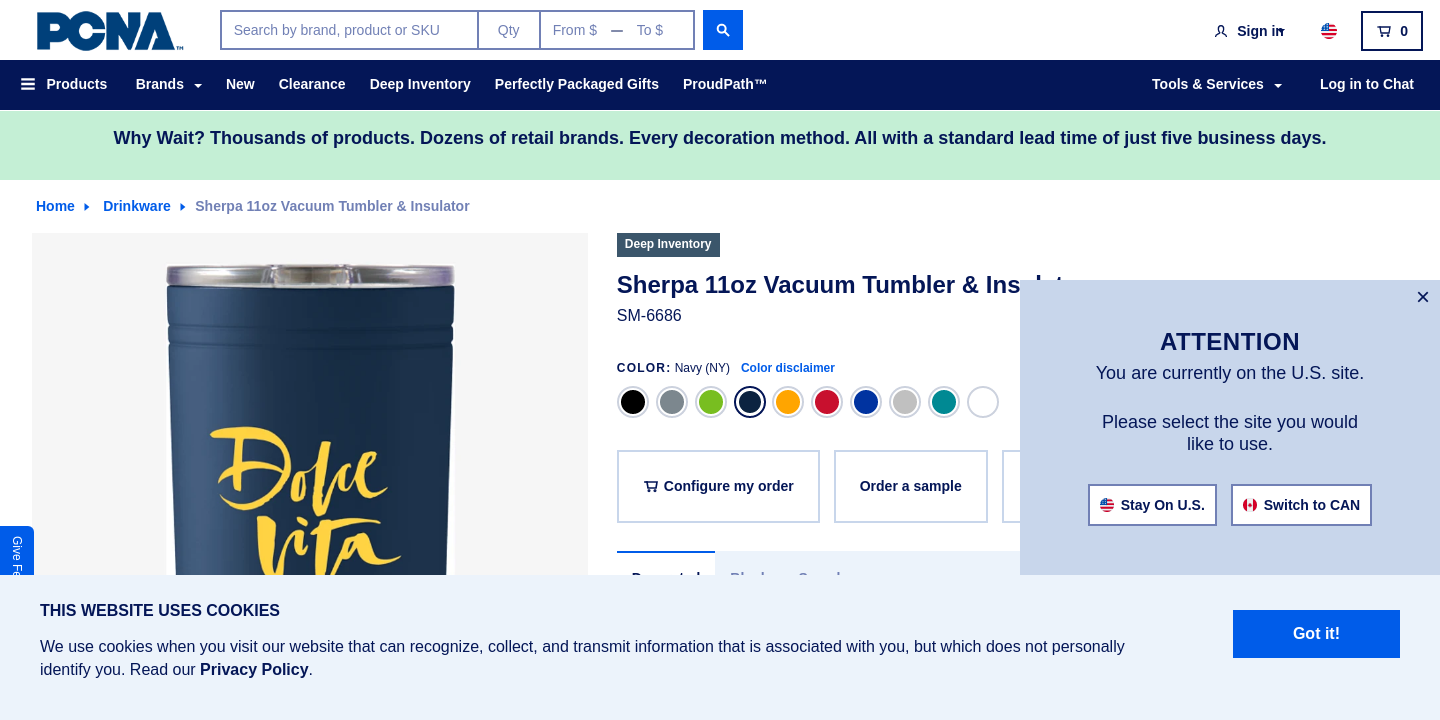 PCNA™
Search by brand, product or SKU
Qty
From $ — To $
Sign in
0
Products
Brands
New
Clearance
Deep Inventory
Perfectly Packaged Gifts
ProudPath™
Tools & Services
Log in to Chat
Why Wait? Thousands of products. Dozens of retail brands. Every decoration method. All with a standard lead time of just five business days.
Home
Drinkware
Sherpa 11oz Vacuum Tumbler & Insulator
Deep Inventory
Sherpa 11oz Vacuum Tumbler &
SM-6686
COLOR: Navy (NY) Color disclaimer
Configure my order
Order a sample
Dolce
Vita
ATTENTION
You are currently on the U.S. site.
Please select the site you would
like to use.
Stay On U.S.
Switch to CAN
Give
THIS WEBSITE USES COOKIES
We use cookies when you visit our website that can recognize, collect, and transmit information that is associated with you, but which does not personally
identify you. Read our Privacy Policy.
Got it!